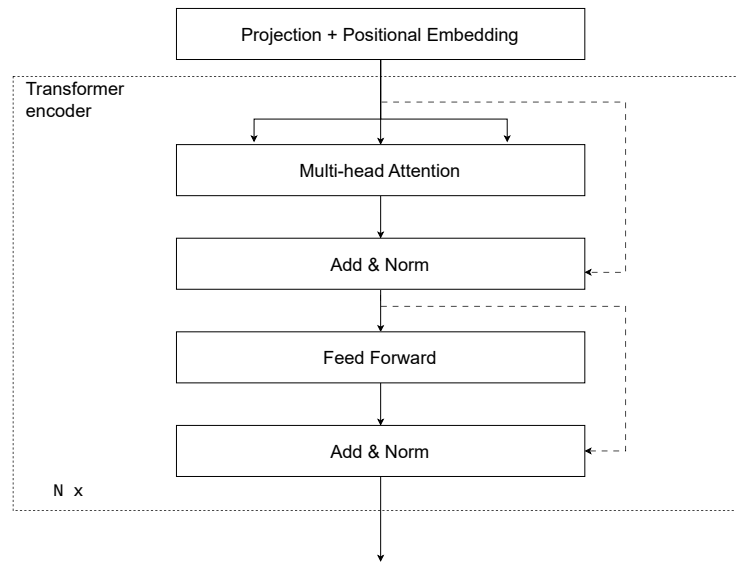 Projection + Positional Embedding
Transformer
encoder
Multi-head Attention
Add & Norm
Feed Forward
Add & Norm
N x